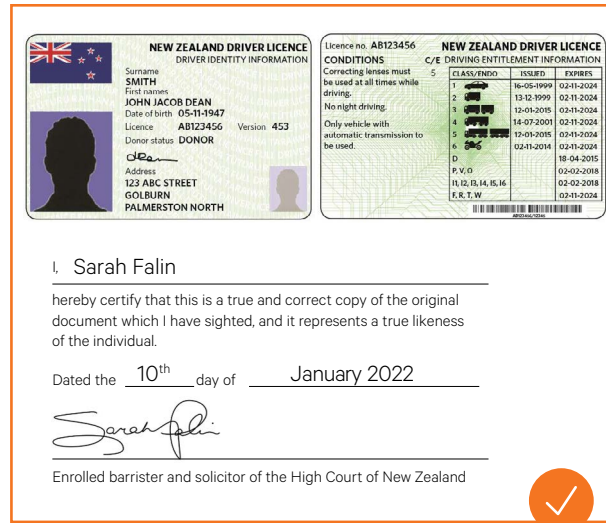 NEW ZEALAND DRIVER LICENCE
DRIVER IDENTITY INFORMATION
Surname
SMITH
First names
JOHN JACOB DEAN
Date of birth 05-11-1947
Licence AB123456 Version 453
Donor status DONOR
Address
123 ABC STREET
GOLBURN
PALMERSTON NORTH
Licence no. AB123456
NEW ZEALAND DRIVER LICENCE
CONDITIONS C/E DRIVING ENTITLEMENT INFORMATION
Correcting lenses must 5
be used at all times while
driving.
No night driving.
Only vehicle with
automatic transmission to
be used.
CLASS/ENDO ISSUED EXPIRES
1 16-05-1999 02-11-2024
2 13-12-1999 02-11-2024
3 12-01-2015 02-11-2024
4 14-07-2001 02-11-2024
5 12-01-2015 02-11-2024
6 02-11-2014 02-11-2024
D 18-04-2015
P, V, O 02-02-2018
I1, I2, I3, I4, I5, I6 02-02-2018
F, R, T, W 02-11-2024
I, Sarah Falin
hereby certify that this is a true and correct copy of the original
document which I have sighted, and it represents a true likeness
of the individual.
Dated the 10th day of January 2022
Sarah Falin
Enrolled barrister and solicitor of the High Court of New Zealand